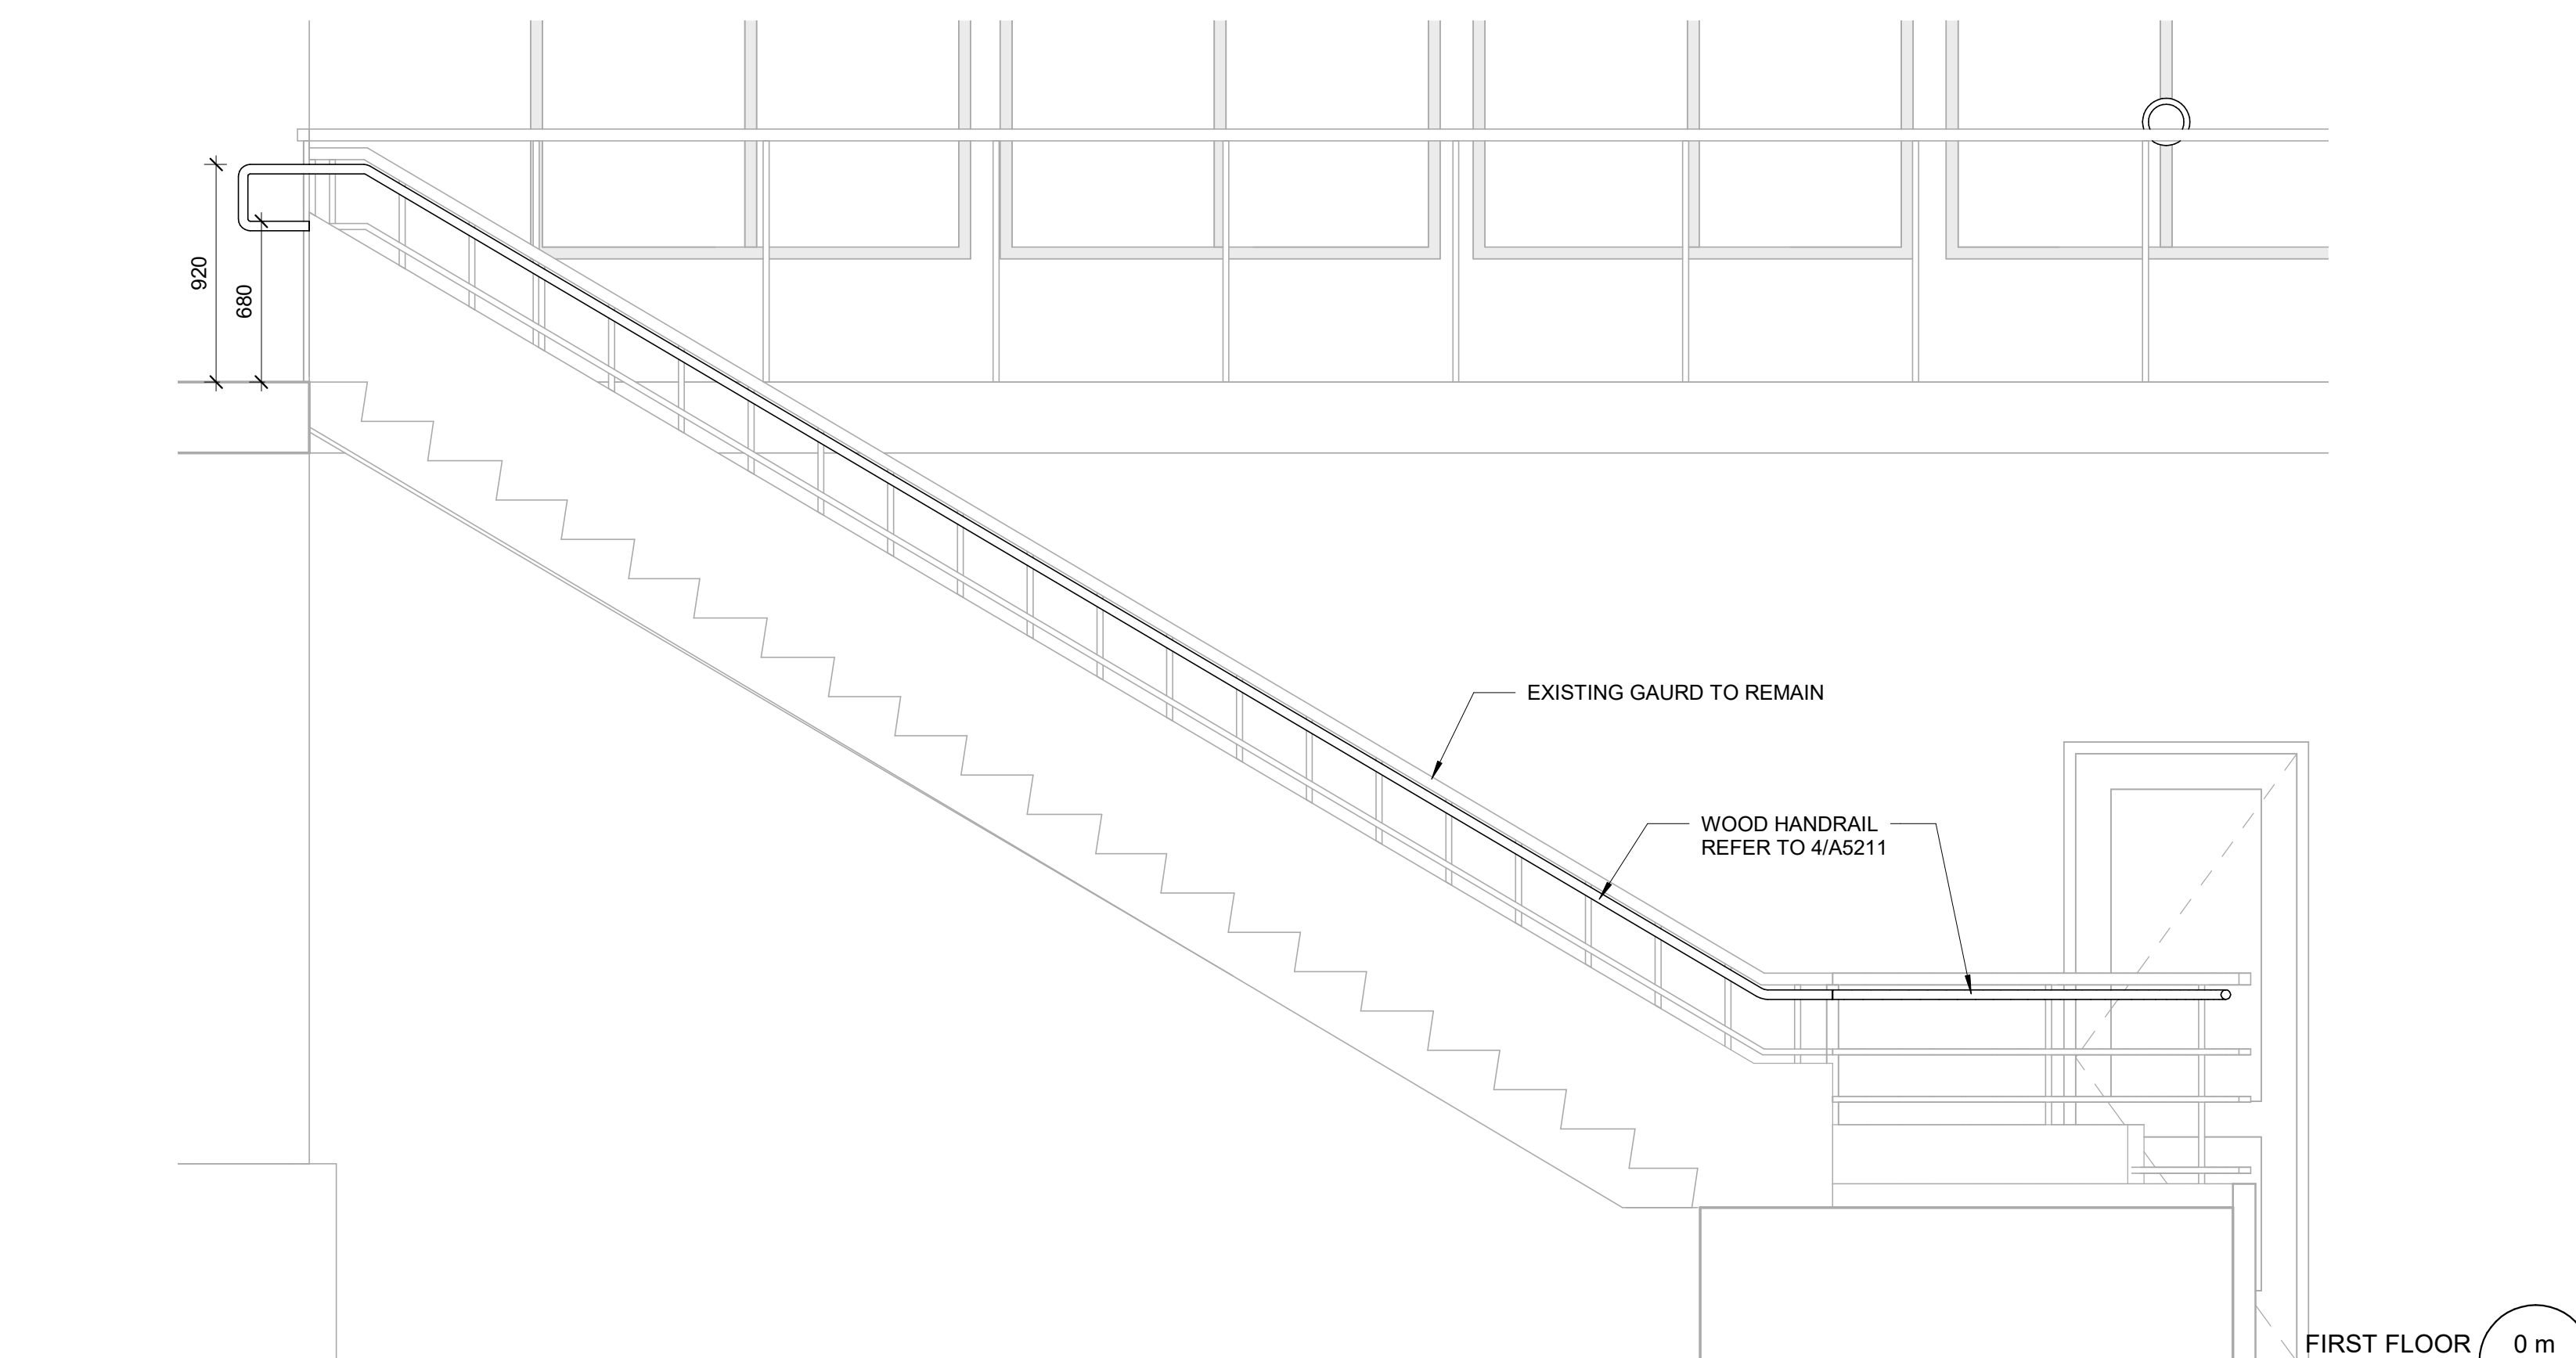 920
680
EXISTING GAURD TO REMAIN
WOOD HANDRAIL
REFER TO 4/A5211
FIRST FLOOR
0 m